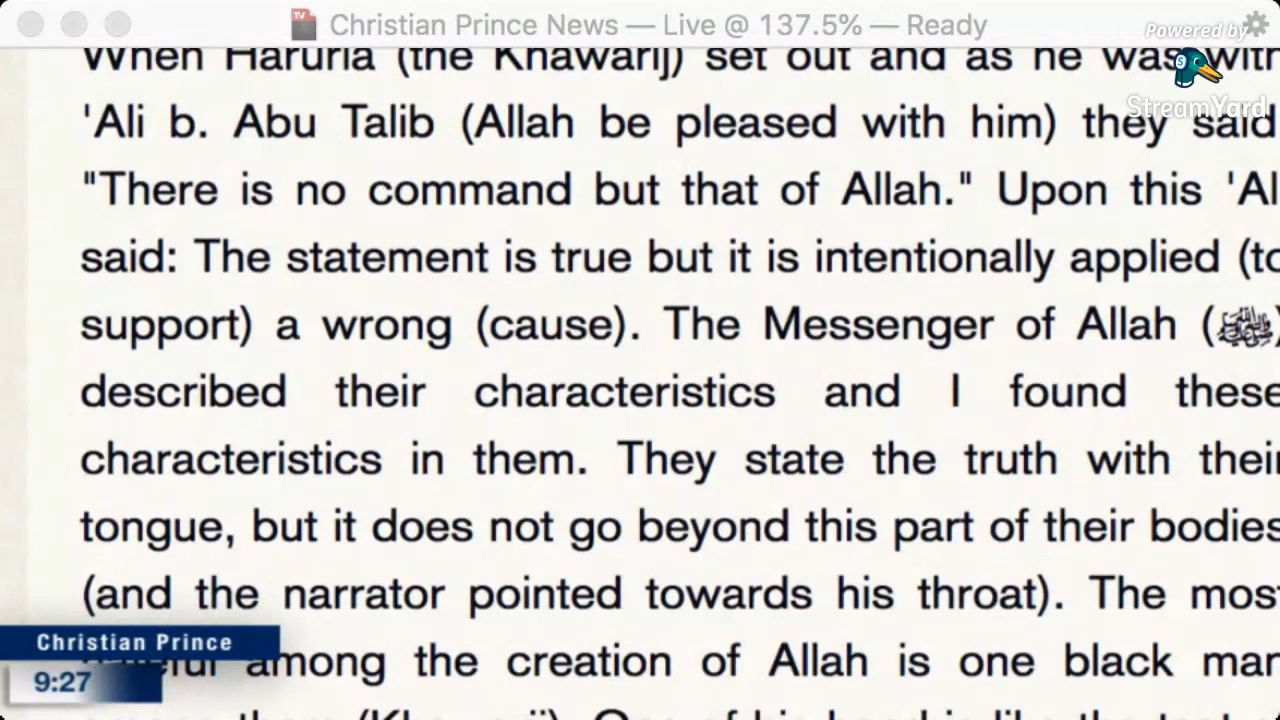 Christian Prince News — Live @ 137.5% — Ready
Powered by
StreamYard
When Haruria (the Khawarij) set out and as he was with
'Ali b. Abu Talib (Allah be pleased with him) they said
"There is no command but that of Allah." Upon this 'Al
said: The statement is true but it is intentionally applied (to
support) a wrong (cause). The Messenger of Allah (ﷺ)
described their characteristics and I found these
characteristics in them. They state the truth with their
tongue, but it does not go beyond this part of their bodies
(and the narrator pointed towards his throat). The most
among the creation of Allah is one black man
Christian Prince
9:27